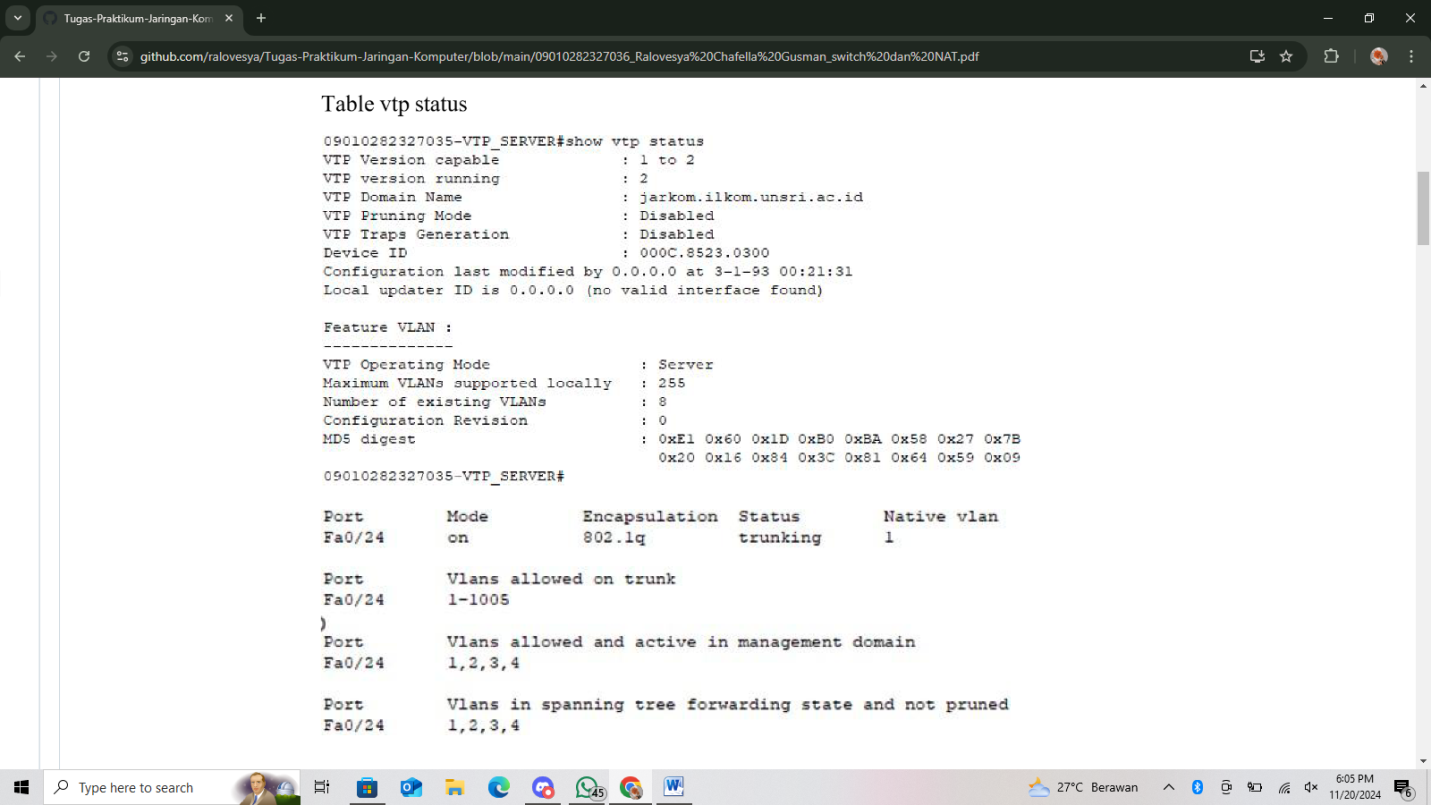 Tugas-Praktikum-Jaringan-Kom
github.com/ralovesya/Tugas-Praktikum-Jaringan-Komputer/blob/main/09010282327036_Ralovesya%20Chafella%20Gusman_switch%20dan%20NAT.pdf
Table vtp status
09010282327035-VTP_SERVER#show vtp status
VTP Version capable : 1 to 2
VTP version running : 2
VTP Domain Name : jarkom.ilkom.unsri.ac.id
VTP Pruning Mode : Disabled
VTP Traps Generation : Disabled
Device ID : 000C.8523.0300
Configuration last modified by 0.0.0.0 at 3-1-93 00:21:31
Local updater ID is 0.0.0.0 (no valid interface found)
Feature VLAN :
--------------
VTP Operating Mode : Server
Maximum VLANs supported locally : 255
Number of existing VLANs : 8
Configuration Revision : 0
MD5 digest : 0xE1 0x60 0x1D 0xB0 0xBA 0x58 0x27 0x7B
0x20 0x16 0x84 0x3C 0x81 0x64 0x59 0x09
09010282327035-VTP_SERVER#
Port Mode Encapsulation Status Native vlan
Fa0/24 on 802.1q trunking 1
Port Vlans allowed on trunk
Fa0/24 1-1005
)
Port Vlans allowed and active in management domain
Fa0/24 1,2,3,4
Port Vlans in spanning tree forwarding state and not pruned
Fa0/24 1,2,3,4
Type here to search
45
27°C Berawan
6:05 PM
11/20/2024
6